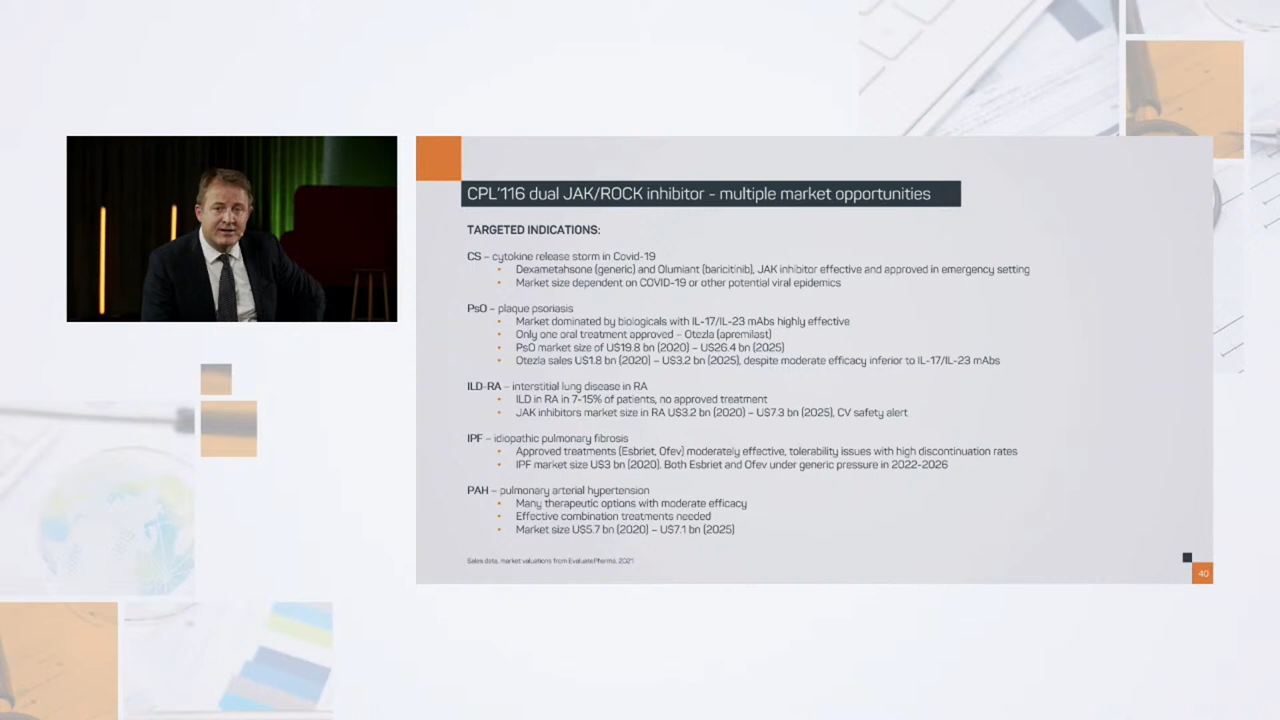 CPL'116 dual JAK/ROCK inhibitor - multiple market opportunities
TARGETED INDICATIONS:
CS – cytokine release storm in Covid-19
• Dexametahsone (generic) and Olumiant (baricitinib), JAK inhibitor effective and approved in emergency setting
• Market size dependent on COVID-19 or other potential viral epidemics
PsO – plaque psoriasis
• Market dominated by biologicals with IL-17/IL-23 mAbs highly effective
• Only one oral treatment approved – Otezla (apremilast)
• PsO market size of U$19.8 bn (2020) – U$26.4 bn (2025)
• Otezla sales U$1.8 bn (2020) – U$3.2 bn (2025), despite moderate efficacy inferior to IL-17/IL-23 mAbs
ILD-RA – interstitial lung disease in RA
• ILD in RA in 7-15% of patients, no approved treatment
• JAK inhibitors market size in RA U$3.2 bn (2020) – U$7.3 bn (2025), CV safety alert
IPF – idiopathic pulmonary fibrosis
• Approved treatments (Esbriet, Ofev) moderately effective, tolerability issues with high discontinuation rates
• IPF market size U$3 bn (2020). Both Esbriet and Ofev under generic pressure in 2022-2026
PAH – pulmonary arterial hypertension
• Many therapeutic options with moderate efficacy
• Effective combination treatments needed
• Market size U$5.7 bn (2020) – U$7.1 bn (2025)
Sales data, market valuations from EvaluatePharma, 2021
40